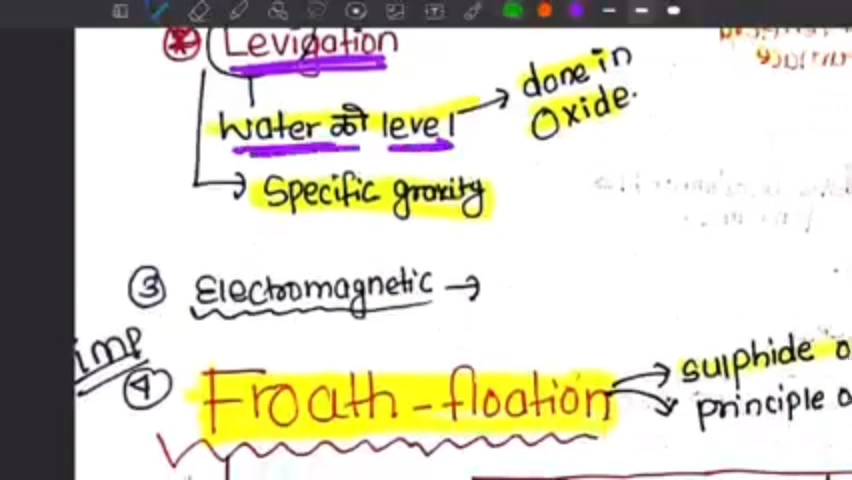 Levigation
Water को level → done in
Oxide.
→ Specific gravity
③ Electromagnetic →
imp
④ Froath - floation → sulphide
→ principle